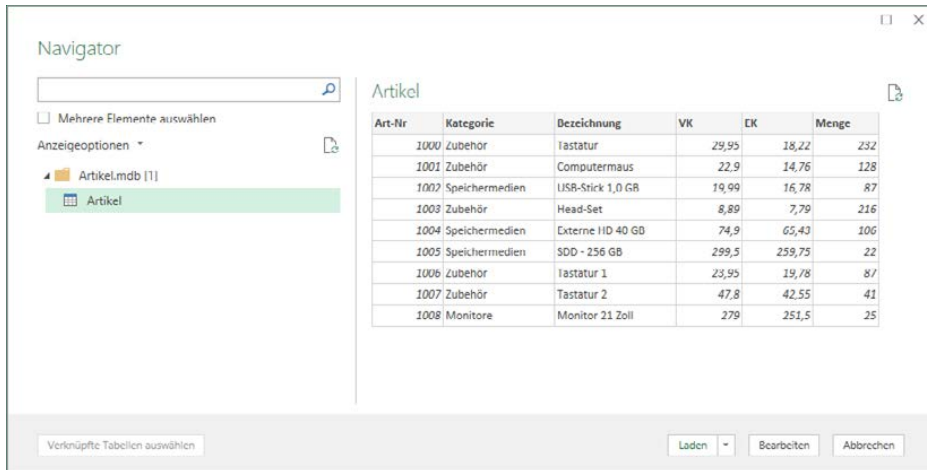 Navigator
Mehrere Elemente auswählen
Anzeigeoptionen
Artikel.mdb [1]
Artikel
Artikel
Art-Nr Kategorie Bezeichnung VK EK Menge
1000 Zubehör Tastatur 29,95 18,22 232
1001 Zubehör Computermaus 22,9 14,76 128
1002 Speichermedien USB-Stick 1,0 GB 19,99 16,78 87
1003 Zubehör Head-Set 8,89 7,79 216
1004 Speichermedien Externe HD 40 GB 74,9 65,43 106
1005 Speichermedien SDD - 256 GB 299,5 259,75 22
1006 Zubehör Tastatur 1 23,95 19,78 87
1007 Zubehör Tastatur 2 47,8 42,55 41
1008 Monitore Monitor 21 Zoll 279 251,5 25
Verknüpfte Tabellen auswählen
Laden
Bearbeiten
Abbrechen